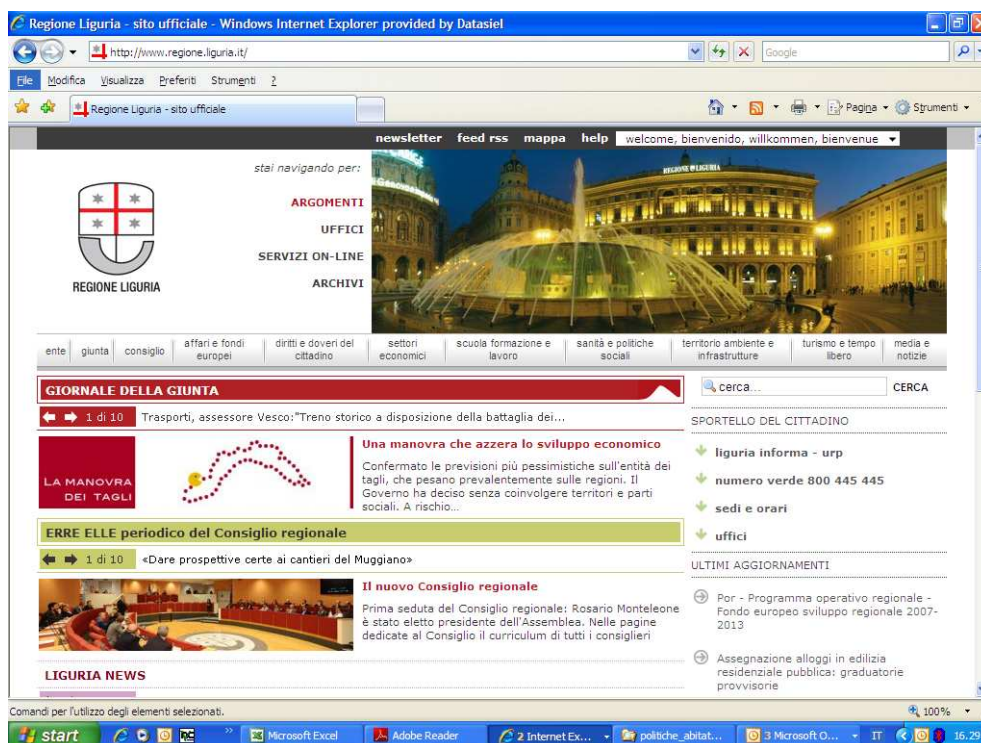 Regione Liguria - sito ufficiale - Windows Internet Explorer provided by Datasiel
http://www.regione.liguria.it/
Google
File Modifica Visualizza Preferiti Strumenti ?
Regione Liguria - sito ufficiale
Pagina Strumenti
newsletter feed rss mappa help welcome, bienvenido, willkommen, bienvenue
stai navigando per:
ARGOMENTI
UFFICI
SERVIZI ON-LINE
ARCHIVI
REGIONE LIGURIA
REGIONE LIGURIA
ente giunta consiglio affari e fondi europei diritti e doveri del cittadino settori economici scuola formazione e lavoro sanità e politiche sociali territorio ambiente e infrastrutture turismo e tempo libero media e notizie
GIORNALE DELLA GIUNTA
1 di 10 Trasporti, assessore Vesco:"Treno storico a disposizione della battaglia dei...
LA MANOVRA
DEI TAGLI
Una manovra che azzera lo sviluppo economico
Confermato le previsioni più pessimistiche sull'entità dei
tagli, che pesano prevalentemente sulle regioni. Il
Governo ha deciso senza coinvolgere territori e parti
sociali. A rischio...
ERRE ELLE periodico del Consiglio regionale
1 di 10 «Dare prospettive certe ai cantieri del Muggiano»
Il nuovo Consiglio regionale
Prima seduta del Consiglio regionale: Rosario Monteleone
è stato eletto presidente dell'Assemblea. Nelle pagine
dedicate al Consiglio il curriculum di tutti i consiglieri
LIGURIA NEWS
cerca... CERCA
SPORTELLO DEL CITTADINO
liguria informa - urp
numero verde 800 445 445
sedi e orari
uffici
ULTIMI AGGIORNAMENTI
Por - Programma operativo regionale -
Fondo europeo sviluppo regionale 2007-
2013
Assegnazione alloggi in edilizia
residenziale pubblica: graduatorie
provvisorie
Comandi per l'utilizzo degli elementi selezionati.
100%
start Microsoft Excel Adobe Reader 2 Internet Ex... politiche_abitat... 3 Microsoft O... IT 16.29